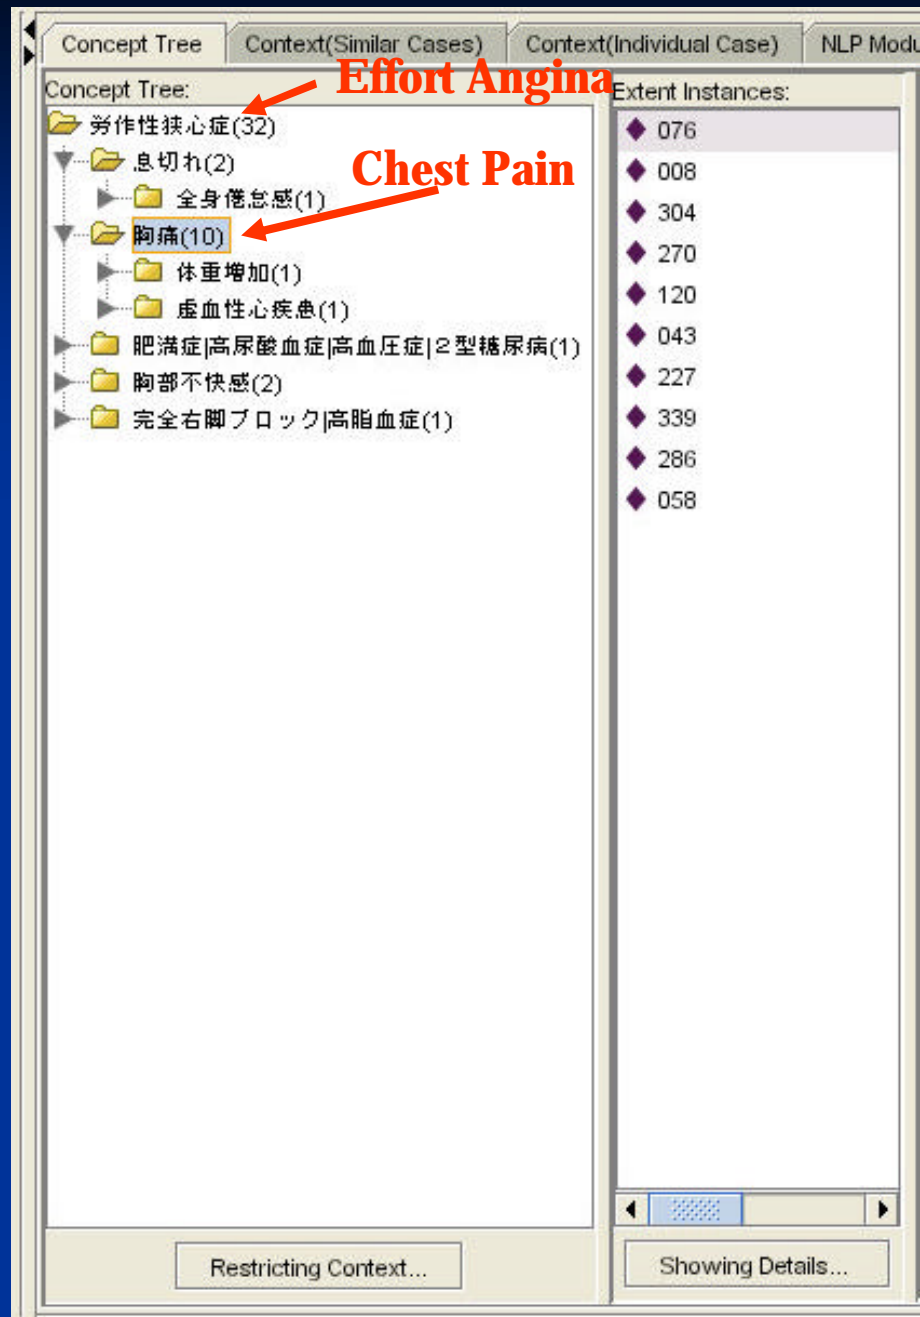 Concept Tree
Context(Similar Cases)
Context(Individual Case)
NLP Modu
Concept Tree:
Effort Angina
労作性狭心症(32)
息切れ(2)
Chest Pain
全身倦怠感(1)
胸痛(10)
体重増加(1)
虚血性心疾患(1)
肥満症|高尿酸血症|高血圧症|2型糖尿病(1)
胸部不快感(2)
完全右脚ブロック|高脂血症(1)
Restricting Context...
Extent Instances:
076
008
304
270
120
043
227
339
286
058
Showing Details...